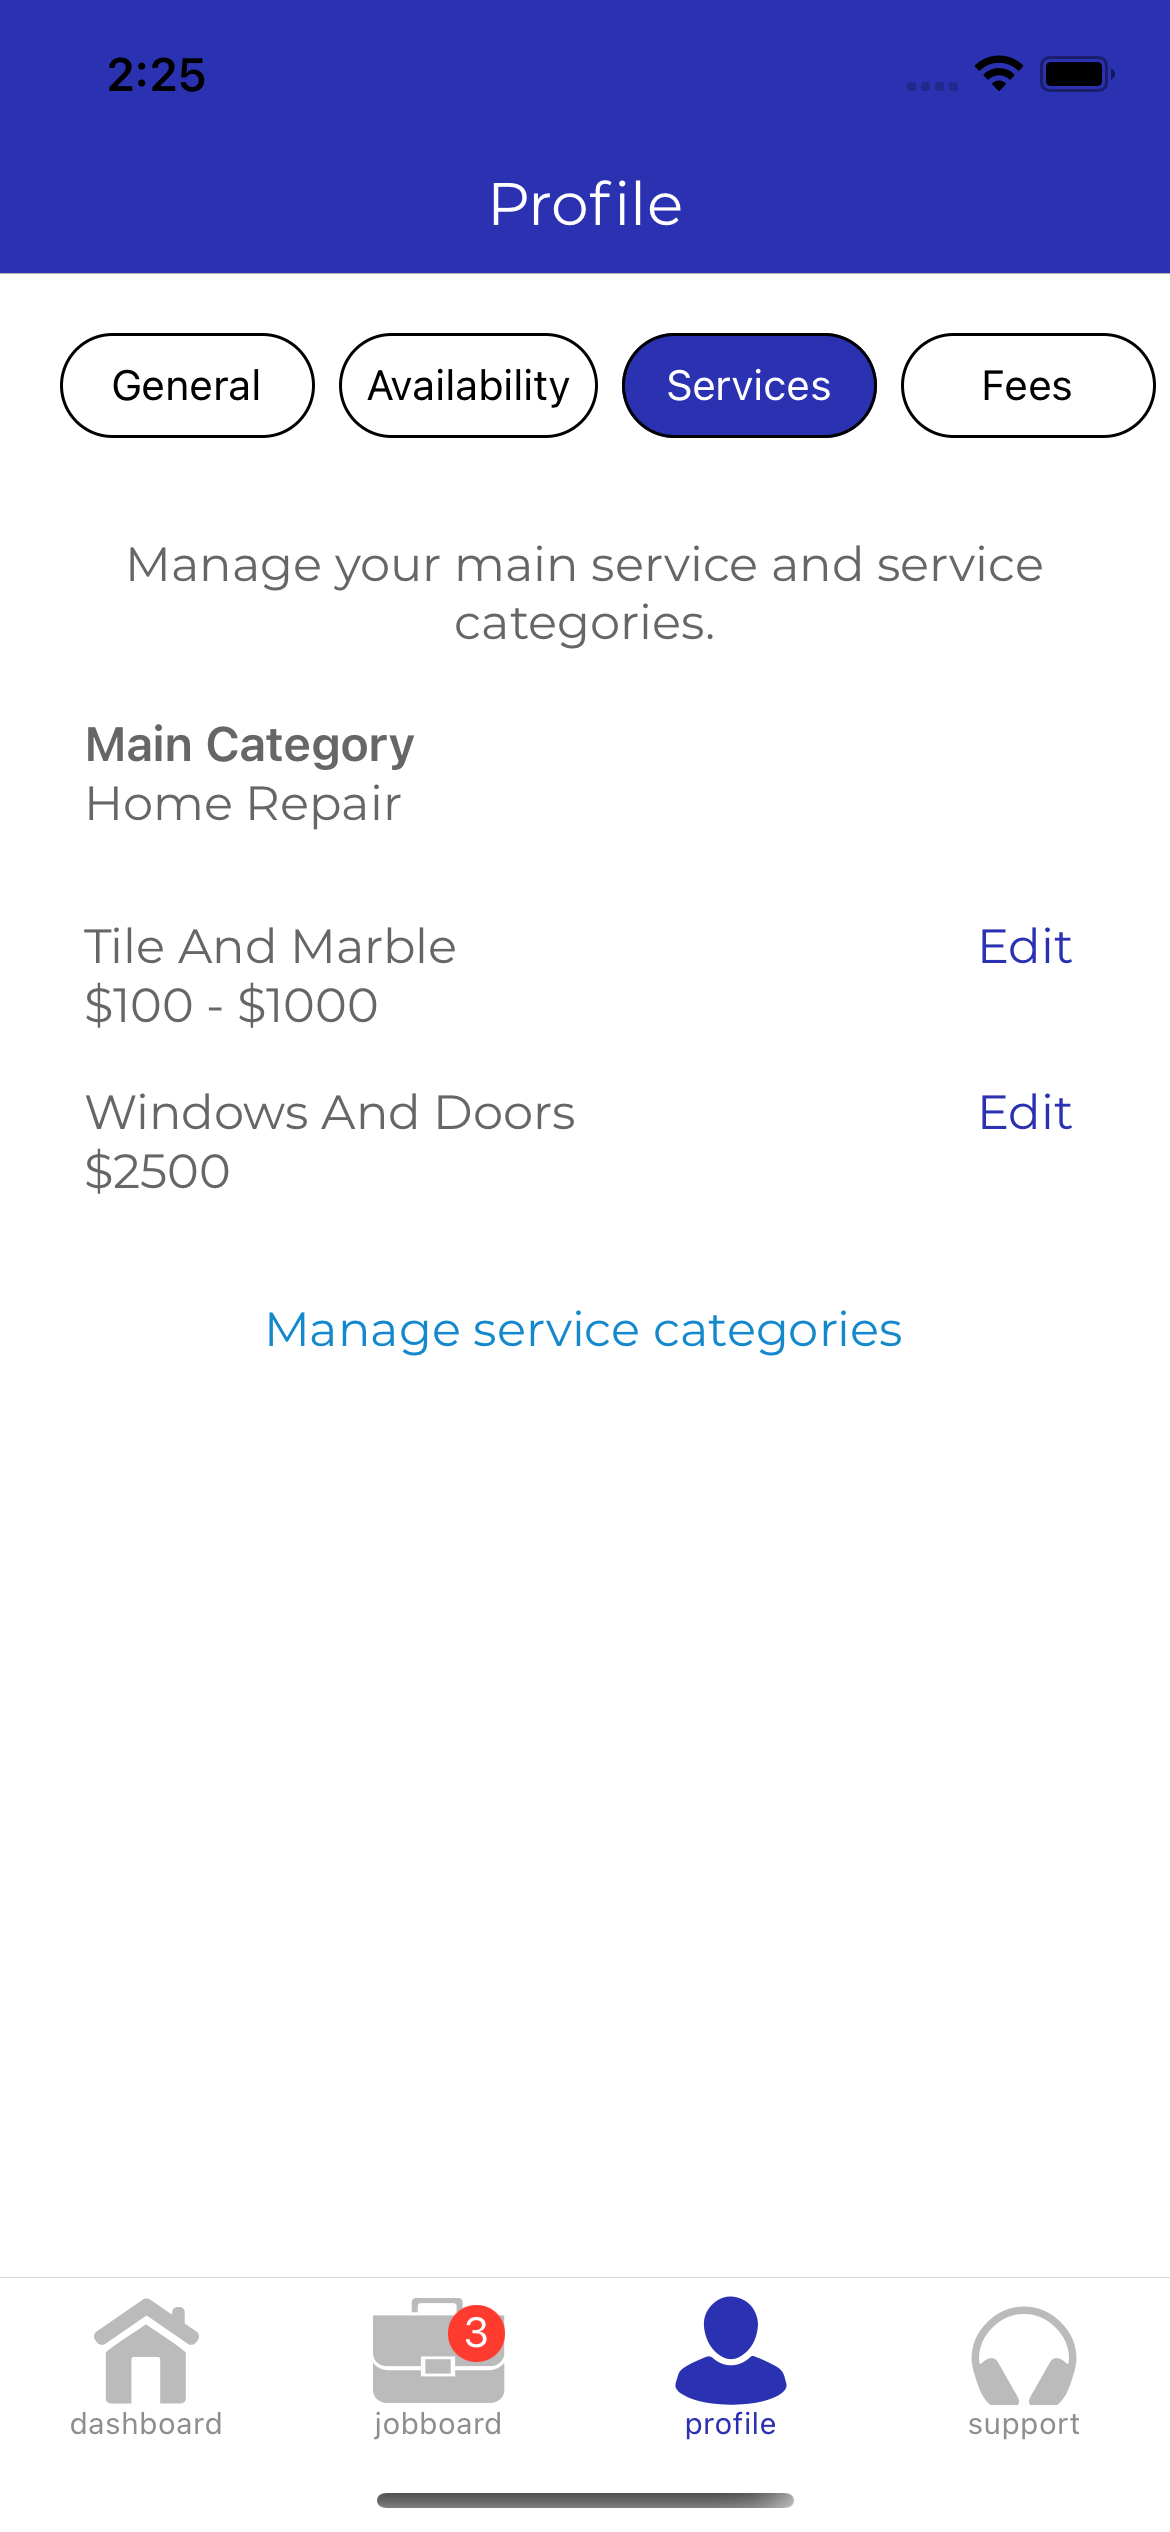 2:25
Profile
General Availability Services Fees
Manage your main service and service
categories.
Main Category
Home Repair
Tile And Marble Edit
$100 - $1000
Windows And Doors Edit
$2500
Manage service categories
3
dashboard jobboard profile support